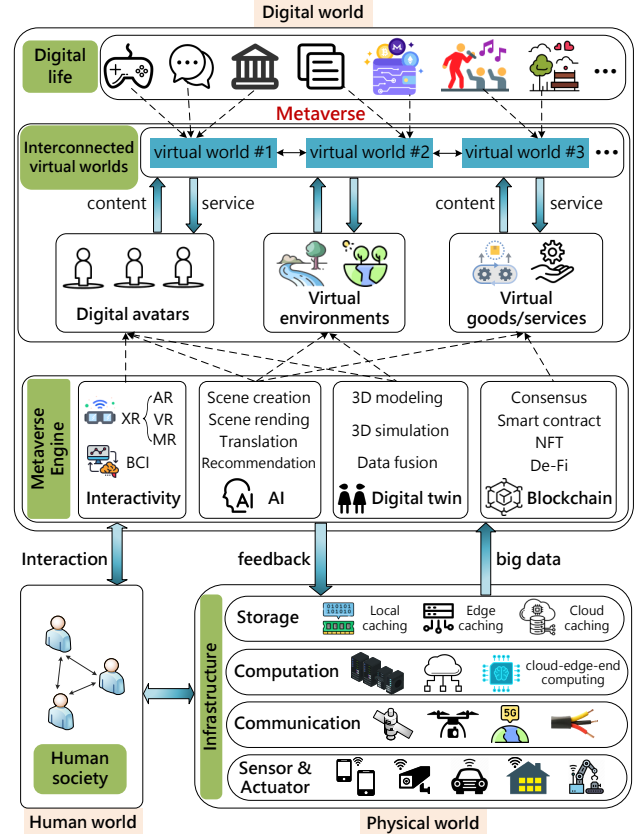 Digital world
Digital
life
Metaverse
Interconnected
virtual worlds
virtual world #1
virtual world #2
virtual world #3
content
service
content
service
Digital avatars
Virtual
environments
Virtual
goods/services
Metaverse
Engine
XR
AR
VR
MR
BCI
Interactivity
Scene creation
Scene rending
Translation
Recommendation
AI
AI
3D modeling
3D simulation
Data fusion
Digital twin
Consensus
Smart contract
NFT
De-Fi
Blockchain
Interaction
feedback
big data
Human
society
Human world
Infrastructure
Storage
010101
101010
Local
caching
Edge
caching
Cloud
caching
Computation
cloud-edge-end
computing
Communication
5G
Sensor &
Actuator
Physical world